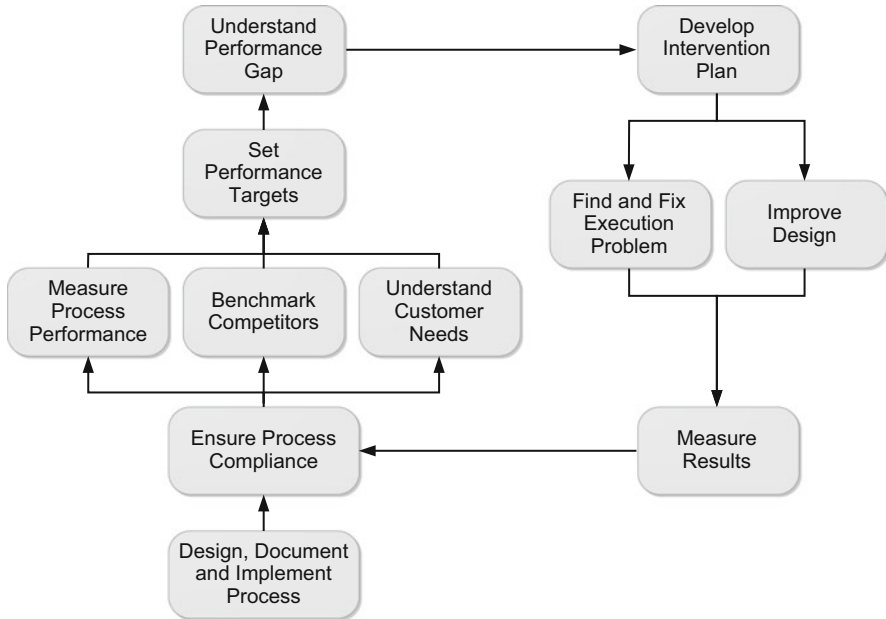 Understand
Performance
Gap
Develop
Intervention
Plan
Set
Performance
Targets
Find and Fix
Execution
Problem
Improve
Design
Measure
Process
Performance
Benchmark
Competitors
Understand
Customer
Needs
Ensure Process
Compliance
Measure
Results
Design, Document
and Implement
Process